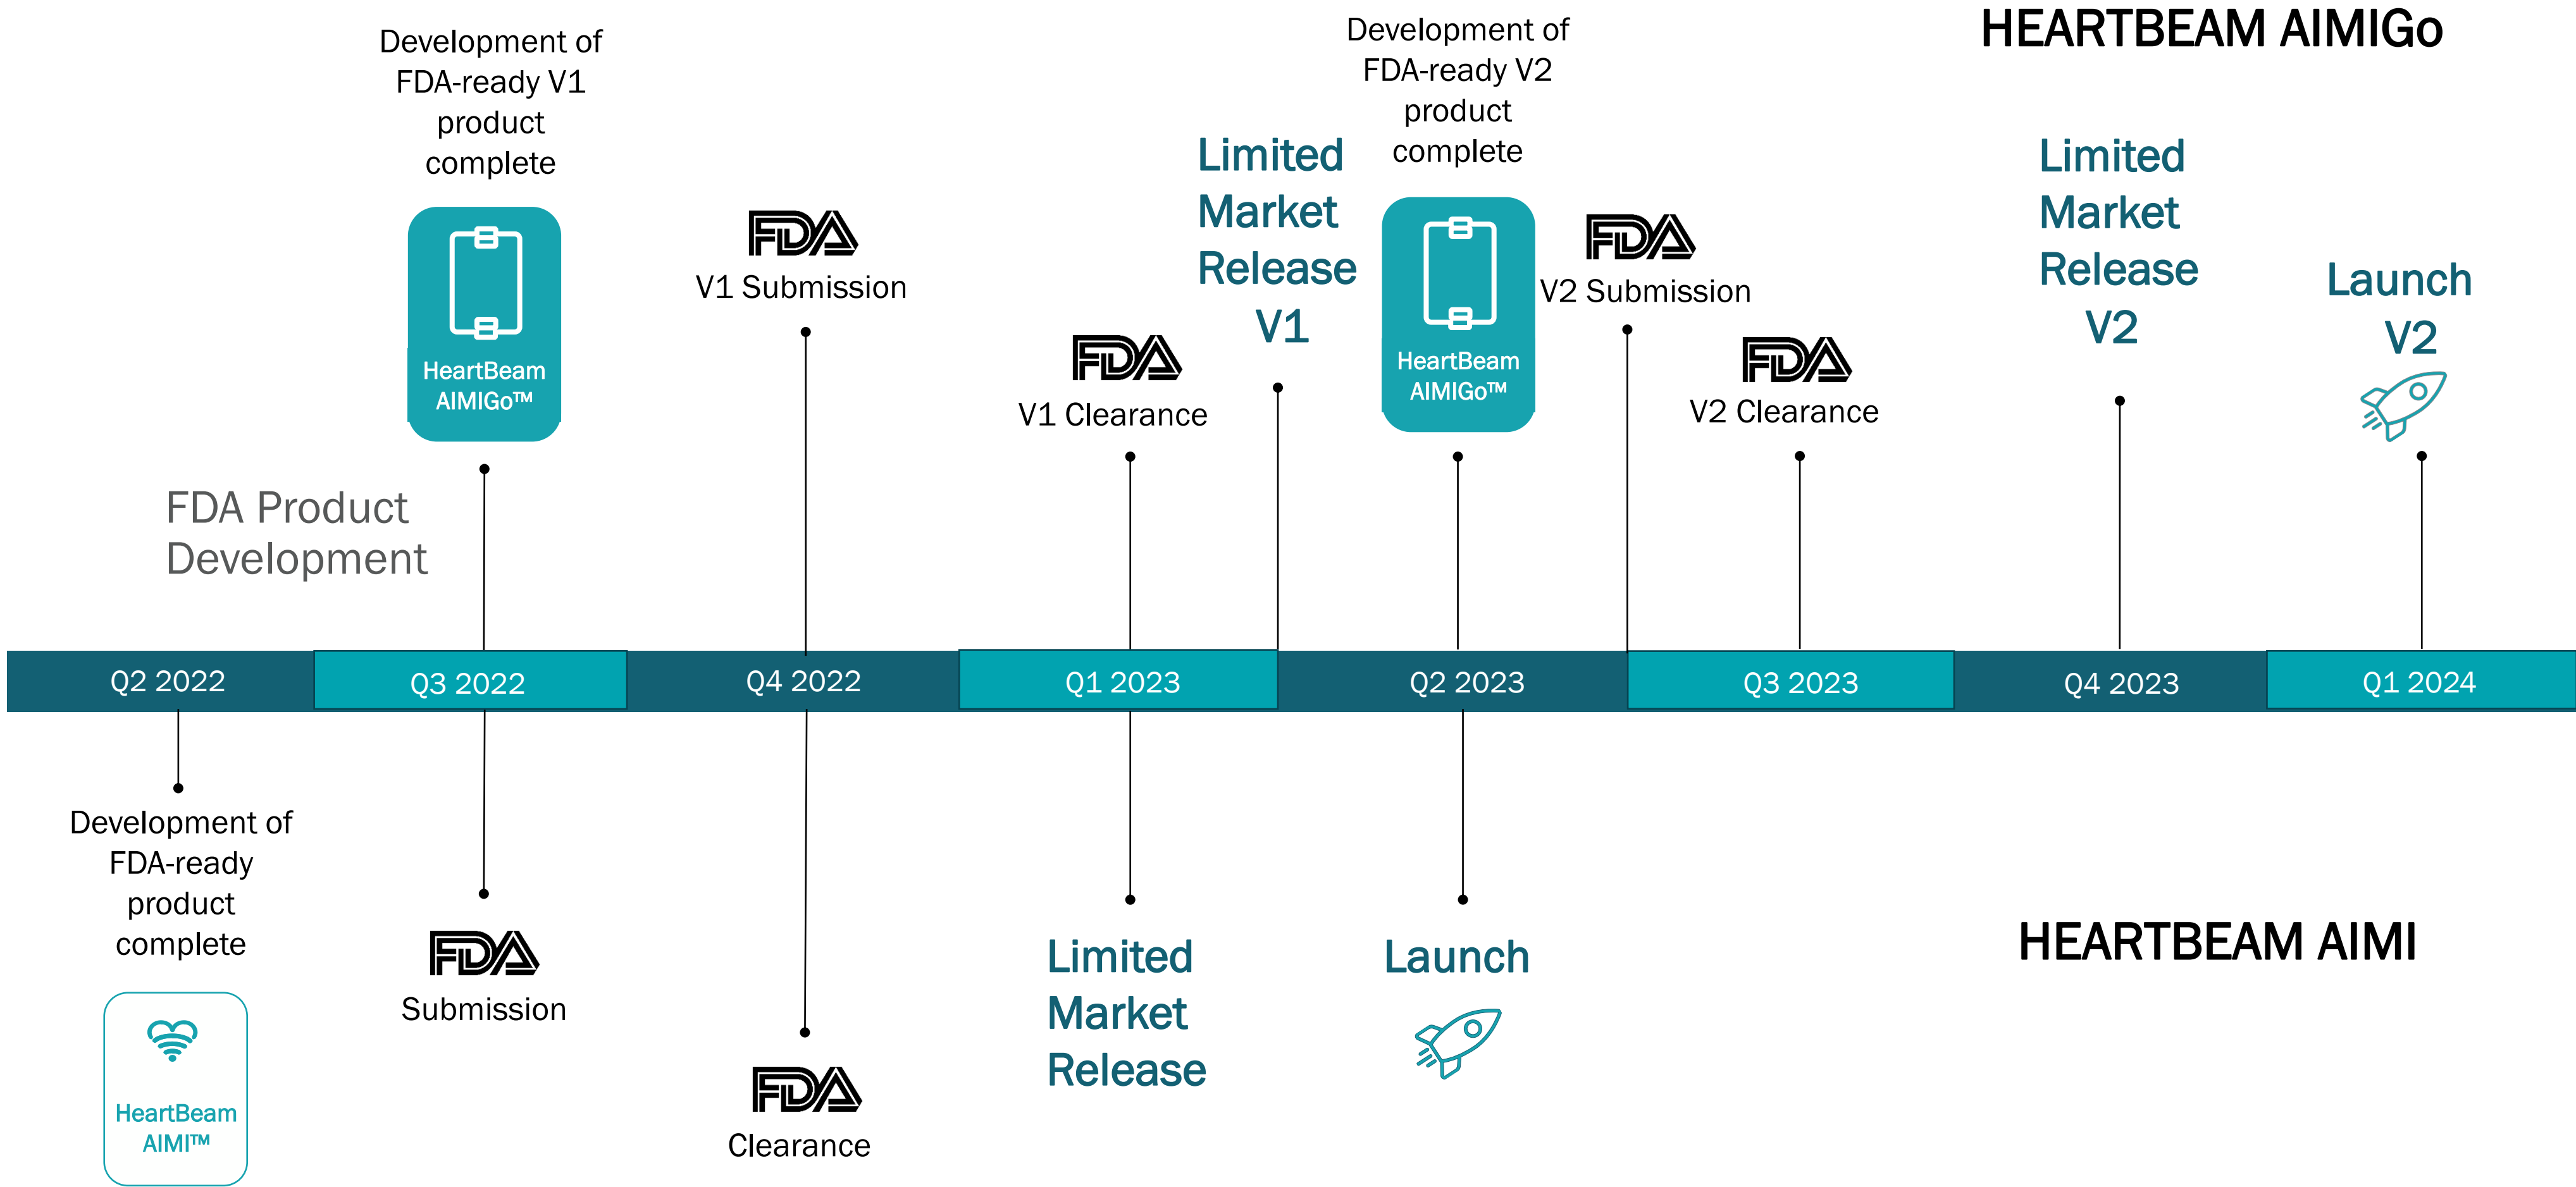 HEARTBEAM AIMIGo
Development of
FDA-ready V1
product
complete
HeartBeam
AIMIGo™
FDA
V1 Submission
FDA
V1 Clearance
Limited
Market
Release
V1
Development of
FDA-ready V2
product
complete
HeartBeam
AIMIGo™
FDA
V2 Submission
FDA
V2 Clearance
Limited
Market
Release
V2
Launch
V2
FDA Product
Development
Q2 2022
Q3 2022
Q4 2022
Q1 2023
Q2 2023
Q3 2023
Q4 2023
Q1 2024
Development of
FDA-ready
product
complete
HeartBeam
AIMI™
FDA
Submission
FDA
Clearance
Limited
Market
Release
Launch
HEARTBEAM AIMI